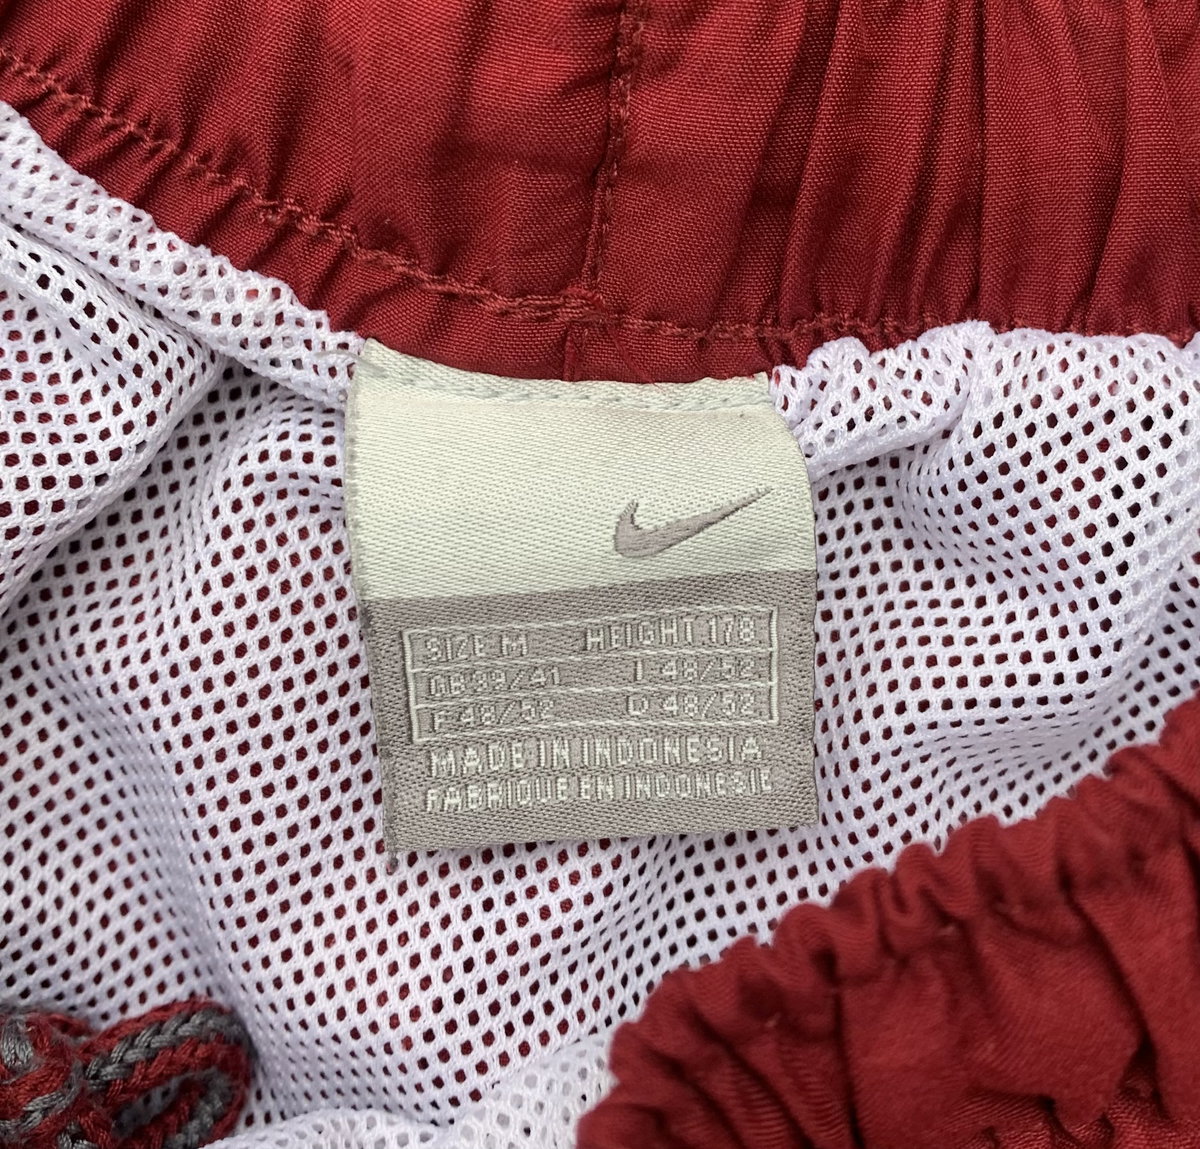 SIZE M HEIGHT 178
GB 39/41 I 48/52
F 48/52 D 48/52
MADE IN INDONESIA
FABRIQUE EN INDONESIE